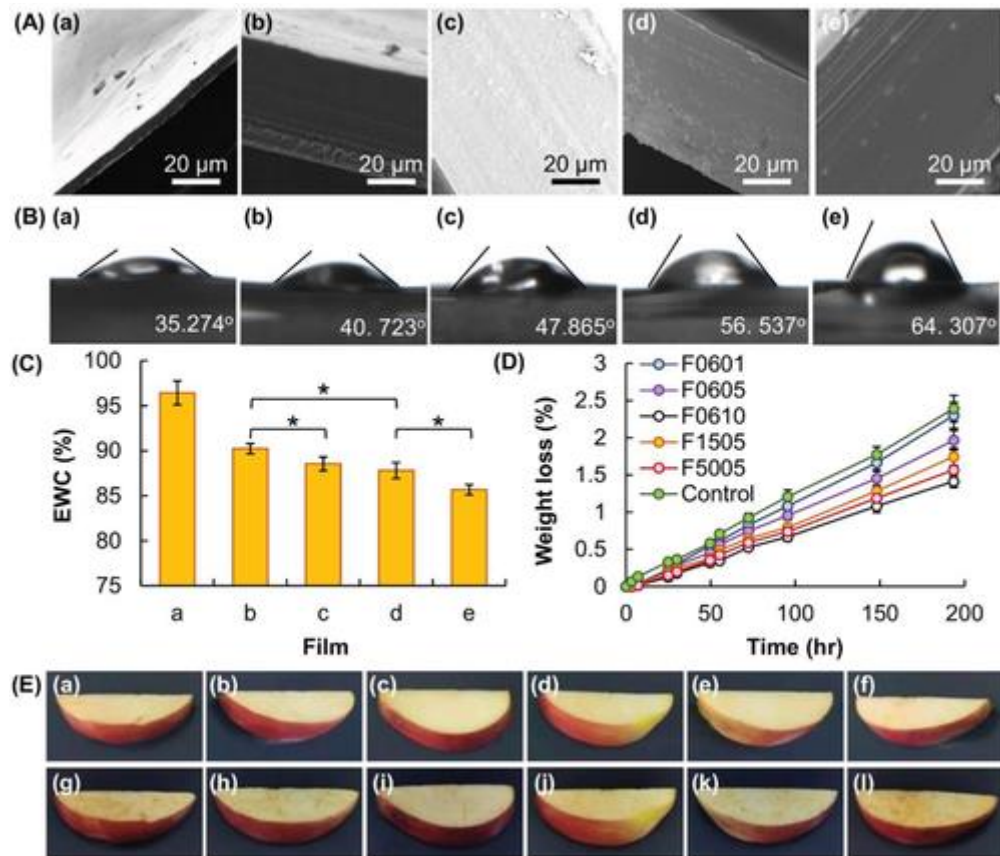 (A) (a) (b) (c) (d) (e)
20 µm 20 µm 20 µm 20 µm 20 µm
(B) (a) (b) (c) (d) (e)
35.274° 40. 723° 47.865° 56. 537° 64. 307°
(C)
100
95
90
85
80
75
EWC (%)
* * *
a b c d e
Film
(D)
3
2.5
2
1.5
1
0.5
0
Weight loss (%)
F0601
F0605
F0610
F1505
F5005
Control
0 50 100 150 200
Time (hr)
(E) (a) (b) (c) (d) (e) (f)
(g) (h) (i) (j) (k) (l)